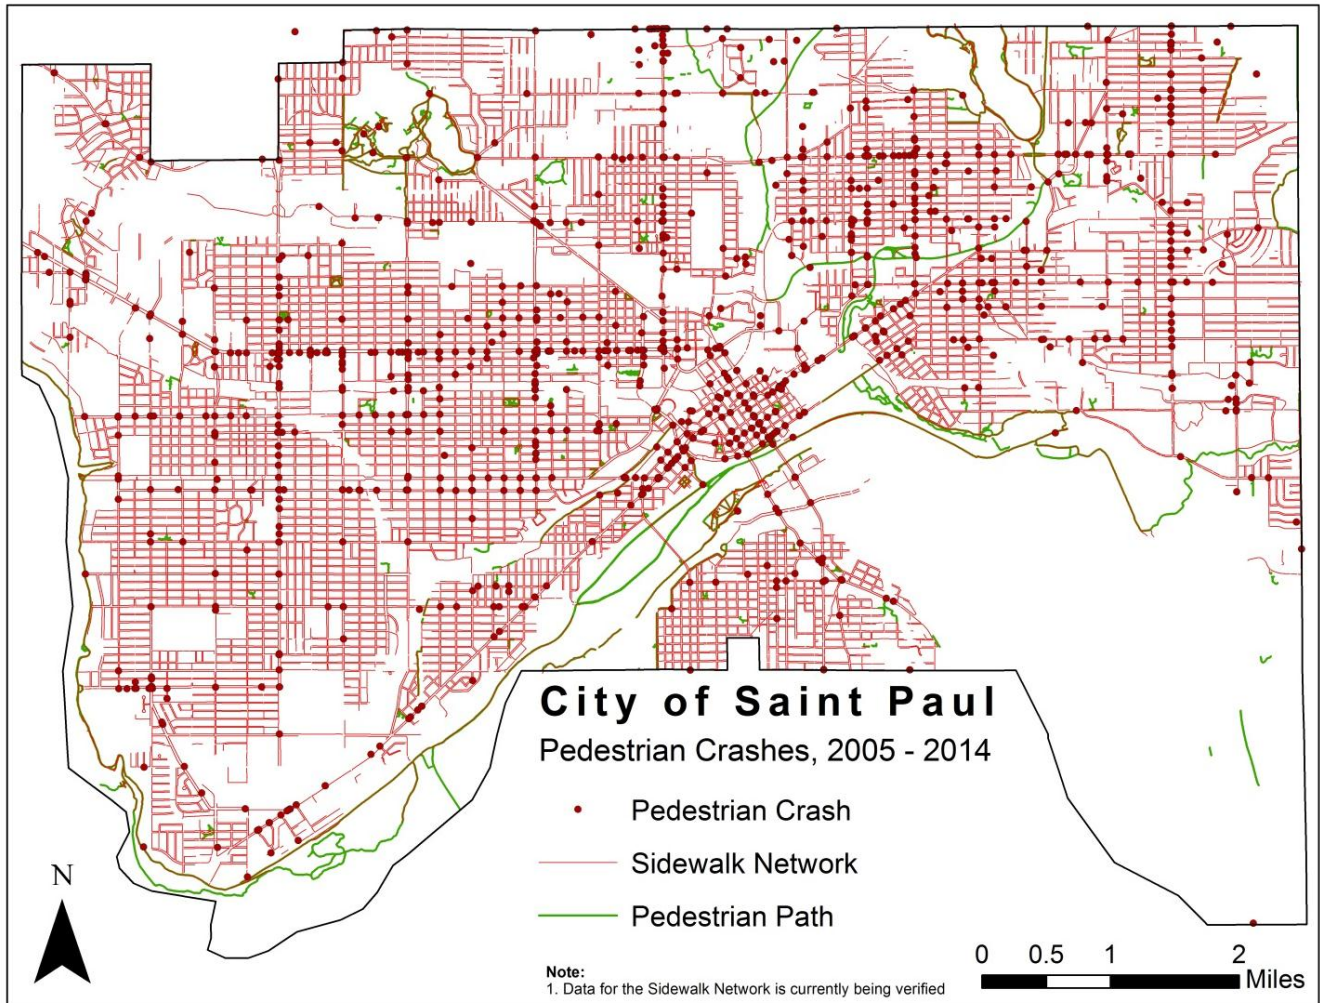 City of Saint Paul
Pedestrian Crashes, 2005 - 2014
Pedestrian Crash
Sidewalk Network
Pedestrian Path
N
0 0.5 1 2
Miles
Note:
1. Data for the Sidewalk Network is currently being verified